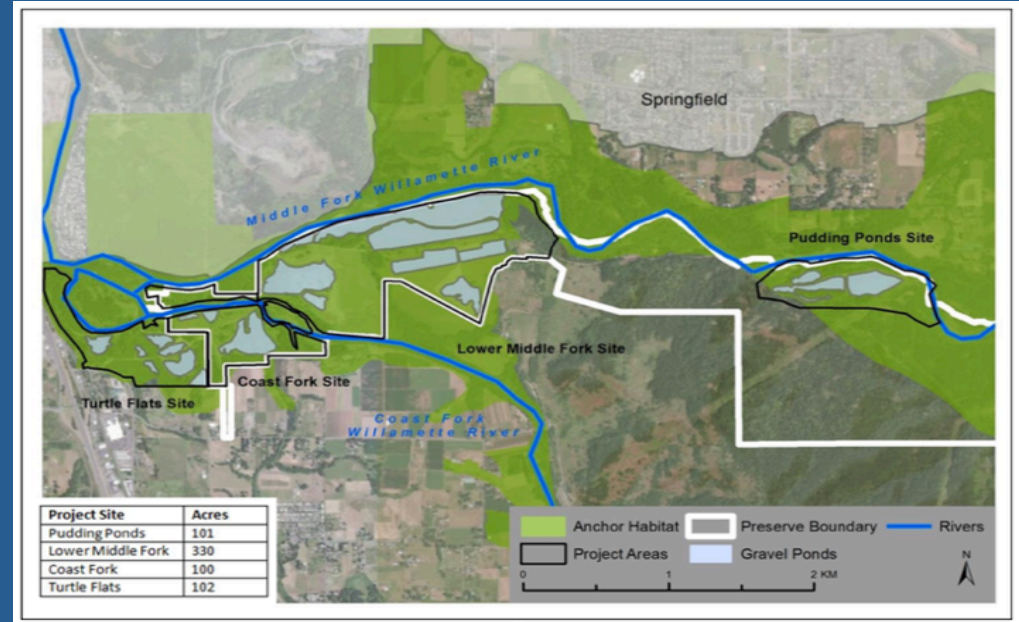 Springfield
Middle Fork Willamette River
Pudding Ponds Site
Lower Middle Fork Site
Coast Fork Site
Turtle Flats Site
Coast Fork
Willamette River
Project Site Acres
Pudding Ponds 101
Lower Middle Fork 330
Coast Fork 100
Turtle Flats 102
Anchor Habitat Preserve Boundary Rivers
Project Areas Gravel Ponds
N
0 1 2 KM